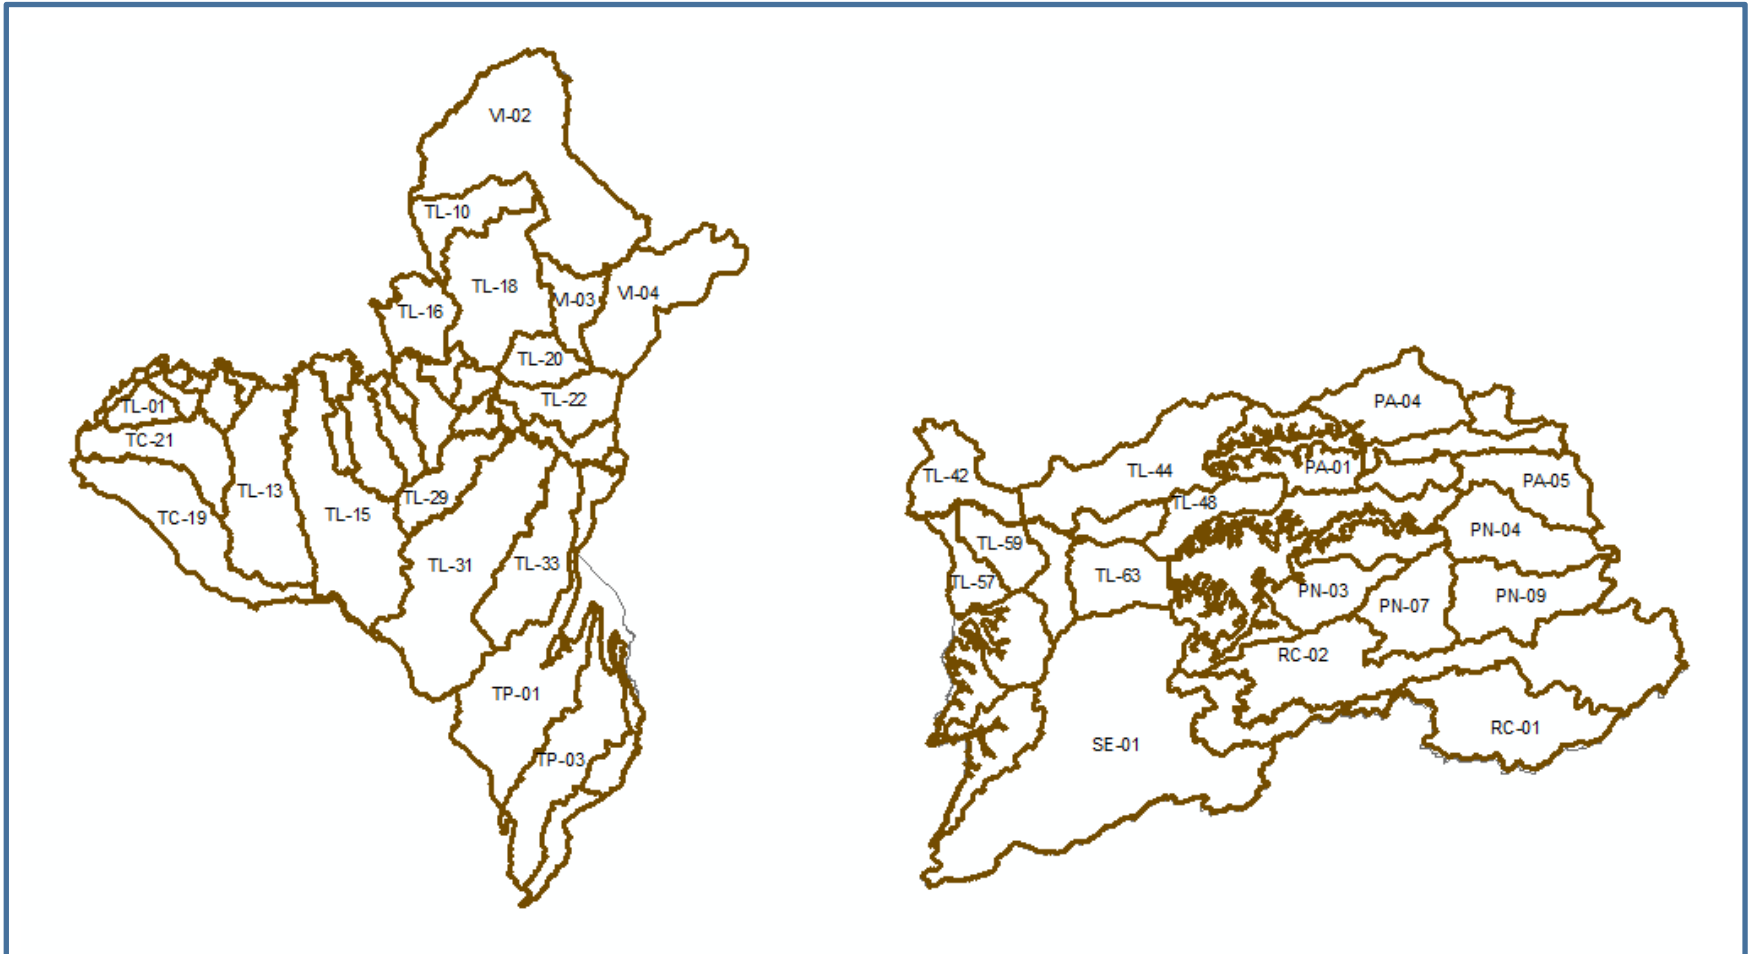 VI-02
TL-10
TL-18
VI-03
VI-04
TL-16
TL-20
TL-22
TL-01
TC-21
TL-13
TC-19
TL-15
TL-29
TL-31
TL-33
TP-01
TP-03
PA-04
TL-42
TL-44
PA-01
PA-05
TL-48
PN-04
TL-59
TL-57
TL-63
PN-03
PN-07
PN-09
RC-02
RC-01
SE-01